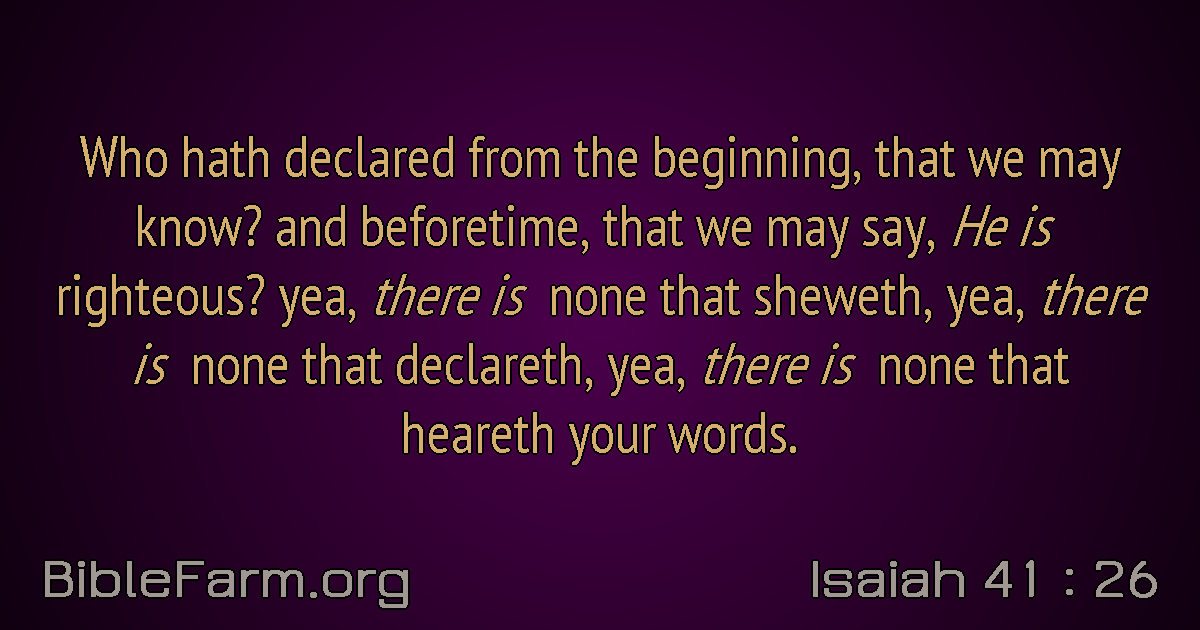 Who hath declared from the beginning, that we may
know? and beforetime, that we may say, He is
righteous? yea, there is none that sheweth, yea, there
is none that declareth, yea, there is none that
heareth your words.
BibleFarm.org
Isaiah 41 : 26